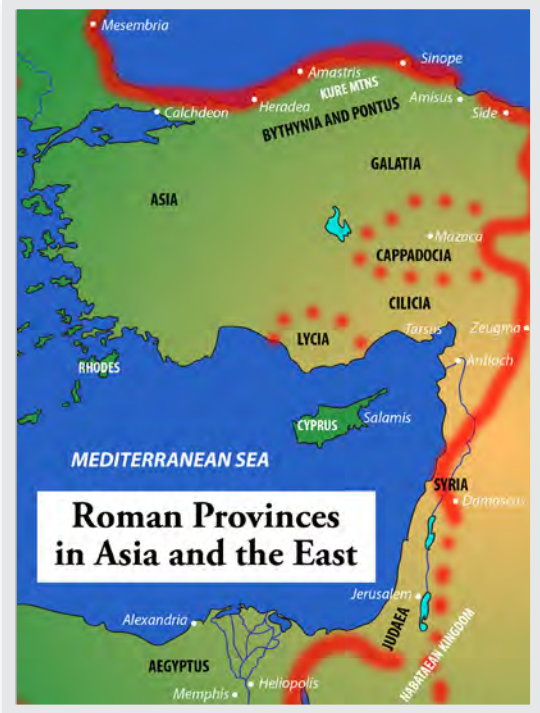 Mesembria
Sinope
Amastris
KURE MTNS
Amisus
Heradea
Calchdeon
Side
BYTHYNIA AND PONTUS
GALATIA
ASIA
Mazaca
CAPPADOCIA
CILICIA
Tarsus
Zeugma
LYCIA
Antioch
RHODES
Salamis
CYPRUS
MEDITERRANEAN SEA
SYRIA
Damascus
Roman Provinces
in Asia and the East
Jerusalem
Alexandria
JUDAEA
NABATAEAN KINGDOM
AEGYPTUS
Heliopolis
Memphis